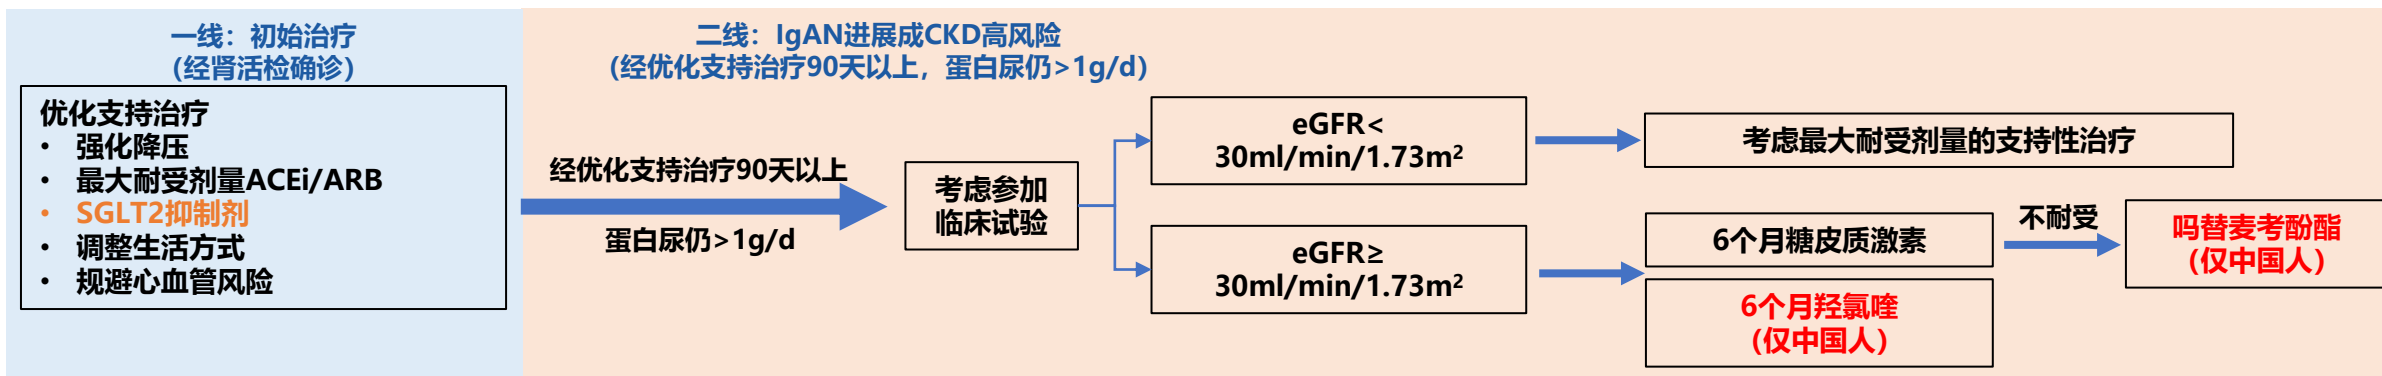 一线：初始治疗
(经肾活检确诊)
优化支持治疗
• 强化降压
• 最大耐受剂量ACEi/ARB
• SGLT2抑制剂
• 调整生活方式
• 规避心血管风险
二线：IgAN进展成CKD高风险
(经优化支持治疗90天以上，蛋白尿仍>1g/d)
经优化支持治疗90天以上
蛋白尿仍>1g/d
考虑参加
临床试验
eGFR<
30ml/min/1.73m²
考虑最大耐受剂量的支持性治疗
eGFR≥
30ml/min/1.73m²
6个月糖皮质激素
不耐受
吗替麦考酚酯
(仅中国人)
6个月羟氯喹
(仅中国人)